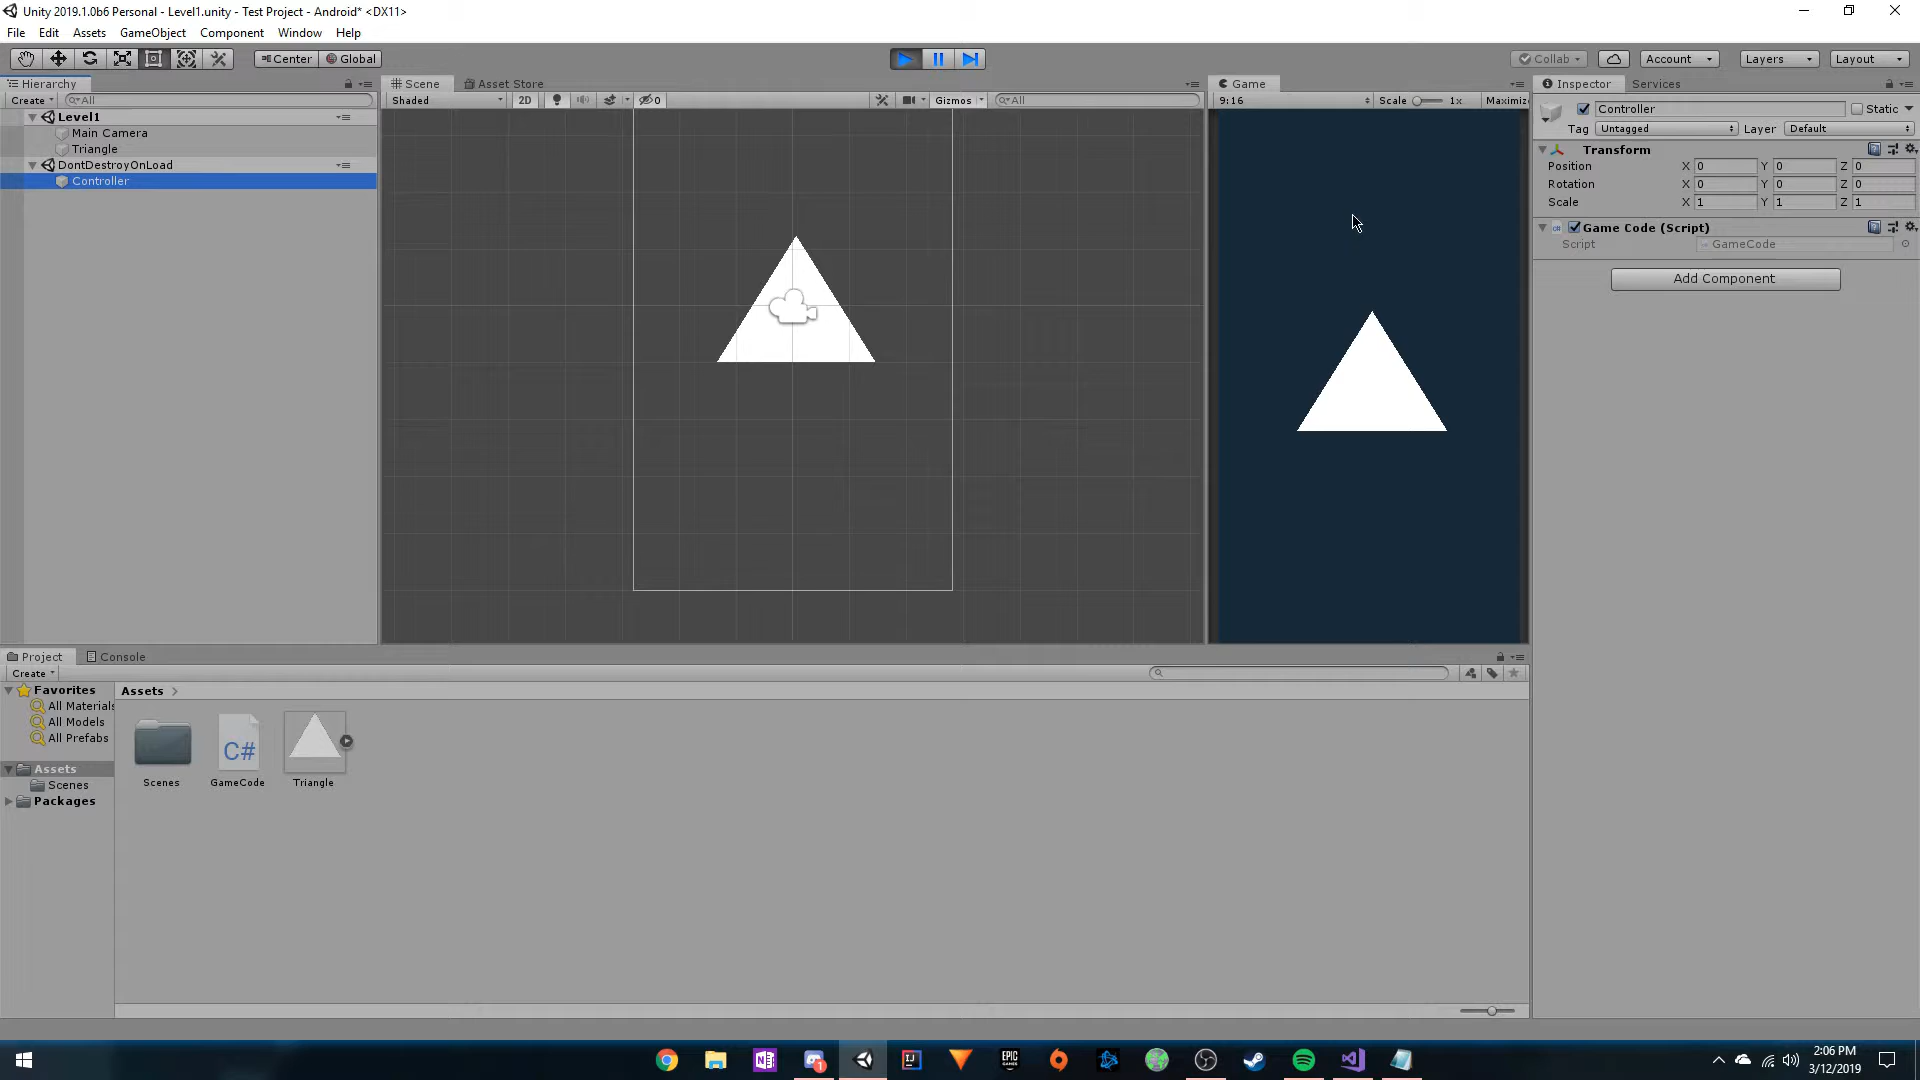 Unity 2019.1.0b6 Personal - Level1.unity - Test Project - Android* <DX11>
File Edit Assets GameObject Component Window Help
Center Global Collab Account Layers Layout
Hierarchy Scene Asset Store Game Inspector Services
Create All Shaded 2D 0 Gizmos All 9:16 Scale 1x Maximiz
Controller Static
Level1
Main Camera
Triangle
DontDestroyOnLoad
Controller
Tag Untagged Layer Default
Transform
Position X 0 Y 0 Z 0
Rotation X 0 Y 0 Z 0
Scale X 1 Y 1 Z 1
Game Code (Script)
Script GameCode
Add Component
Project Console
Create
Favorites
All Materials
All Models
All Prefabs
Assets
Scenes
Packages
Assets
C#
Scenes GameCode Triangle
N
IJ
EPIC GAMES
1
2:06 PM
3/12/2019